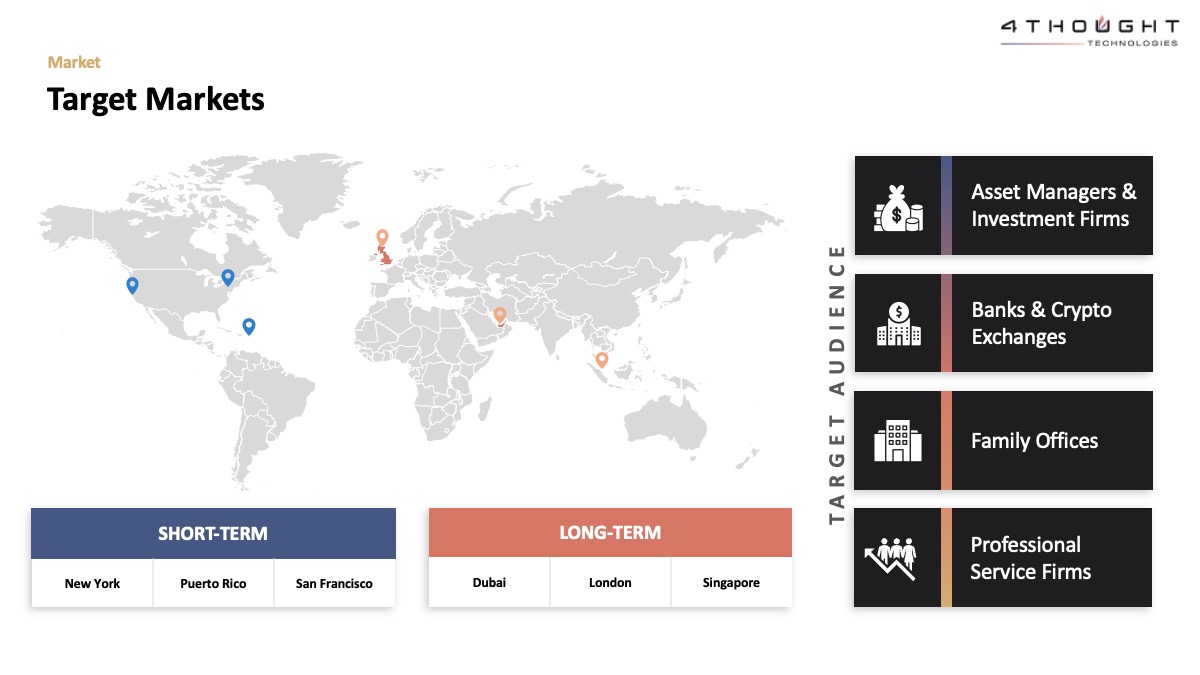 4THOUGHT
TECHNOLOGIES
Market
Target Markets
TARGET AUDIENCE
$
Asset Managers &
Investment Firms
$
Banks & Crypto
Exchanges
Family Offices
Professional
Service Firms
SHORT-TERM
New York
Puerto Rico
San Francisco
LONG-TERM
Dubai
London
Singapore